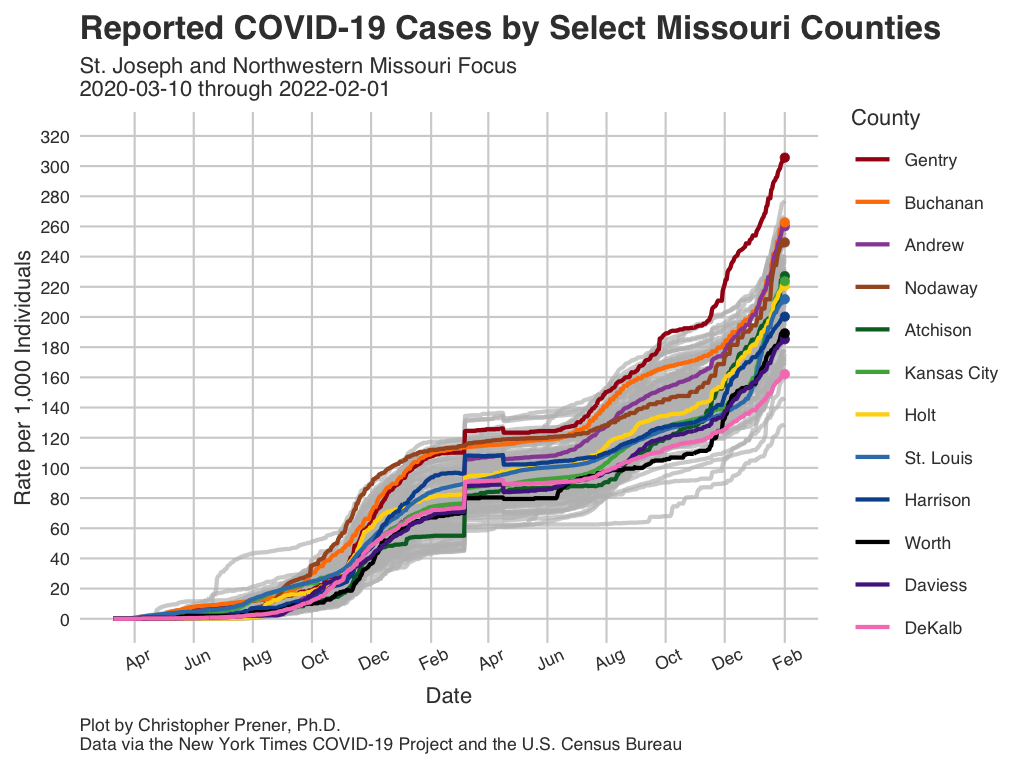 Reported COVID-19 Cases by Select Missouri Counties
St. Joseph and Northwestern Missouri Focus
2020-03-10 through 2022-02-01
Rate per 1,000 Individuals
320
300
280
260
240
220
200
180
160
140
120
100
80
60
40
20
0
Apr Jun Aug Oct Dec Feb Apr Jun Aug Oct Dec Feb
Date
County
Gentry
Buchanan
Andrew
Nodaway
Atchison
Kansas City
Holt
St. Louis
Harrison
Worth
Daviess
DeKalb
Plot by Christopher Prener, Ph.D.
Data via the New York Times COVID-19 Project and the U.S. Census Bureau